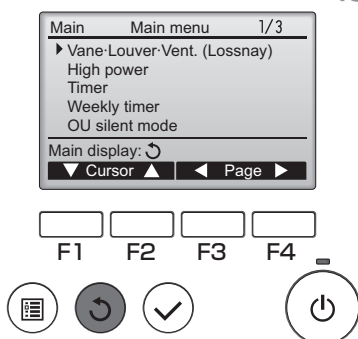 Main Main menu 1/3
Vane·Louver·Vent. (Lossnay)
High power
Timer
Weekly timer
OU silent mode
Main display:
Cursor Page
F1 F2 F3 F4